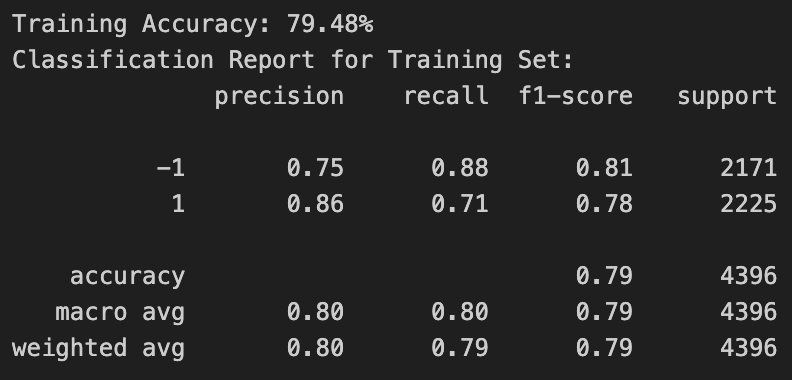 Training Accuracy: 79.48%
Classification Report for Training Set:
              precision    recall  f1-score   support

          -1       0.75      0.88      0.81      2171
           1       0.86      0.71      0.78      2225

    accuracy                           0.79      4396
   macro avg       0.80      0.80      0.79      4396
weighted avg       0.80      0.79      0.79      4396